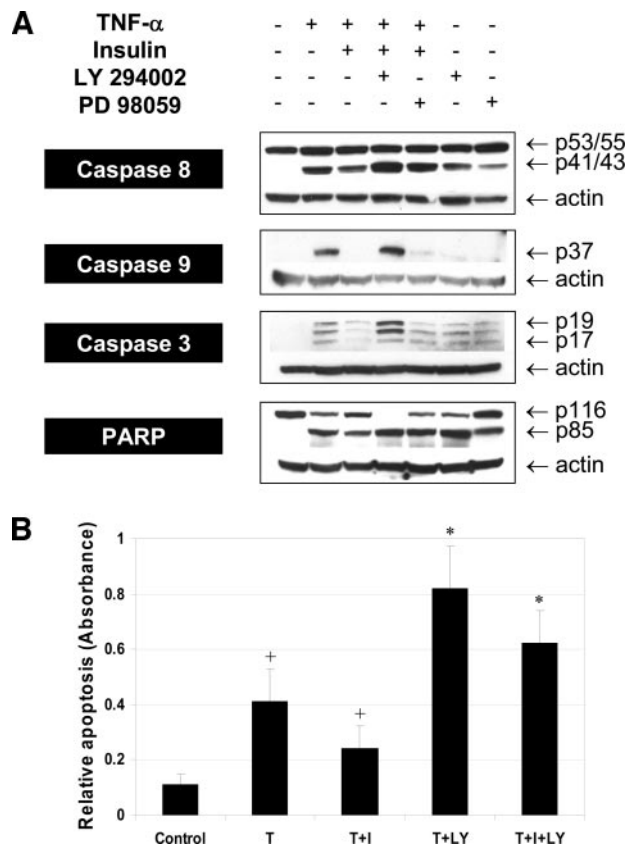 A
TNF-α - + + + + - -
Insulin - - + + + - -
LY 294002 - - - + - + -
PD 98059 - - - - + - +
Caspase 8
← p53/55
← p41/43
← actin
Caspase 9
← p37
← actin
Caspase 3
← p19
← p17
← actin
PARP
← p116
← p85
← actin
B
Relative apoptosis (Absorbance)
1
0.8
0.6
0.4
0.2
0
+ + * *
Control T T+I T+LY T+I+LY